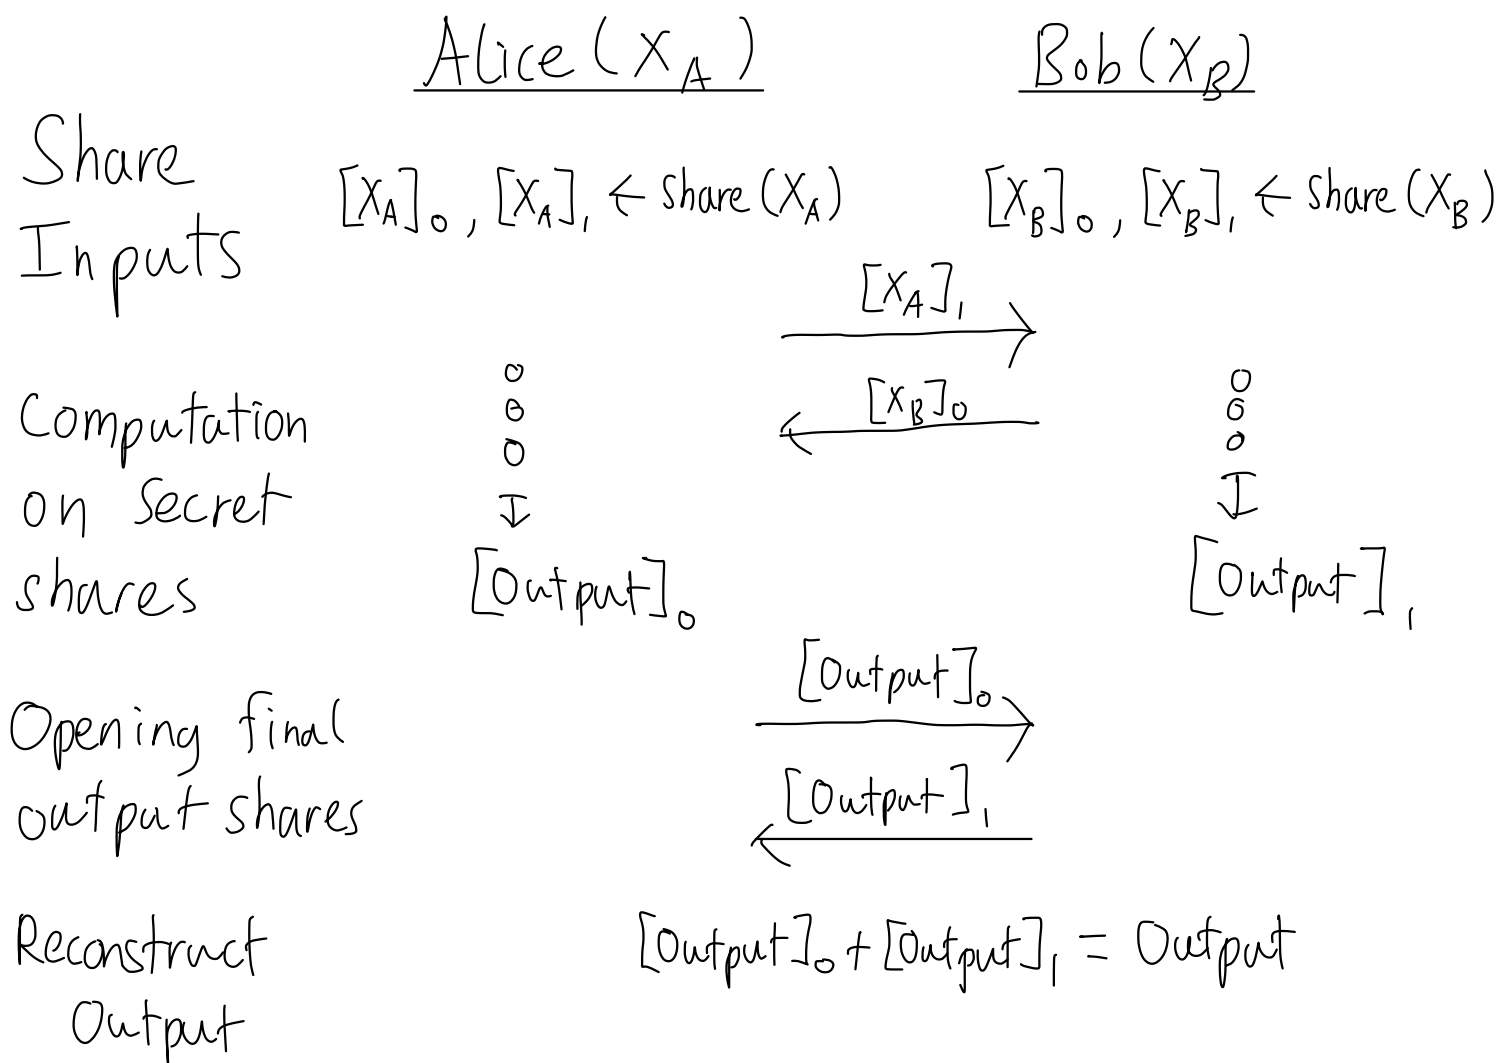 Alice (X_A) Bob (X_B)
Share
Inputs
[X_A]_0, [X_A]_1 ← share (X_A) [X_B]_0, [X_B]_1 ← share (X_B)
[X_A]_1
[X_B]_0
Computation
on Secret
shares
[Output]_0 [Output]_1
[Output]_0
Opening final
output shares
[Output]_1
Reconstruct
Output
[Output]_0 + [Output]_1 = Output